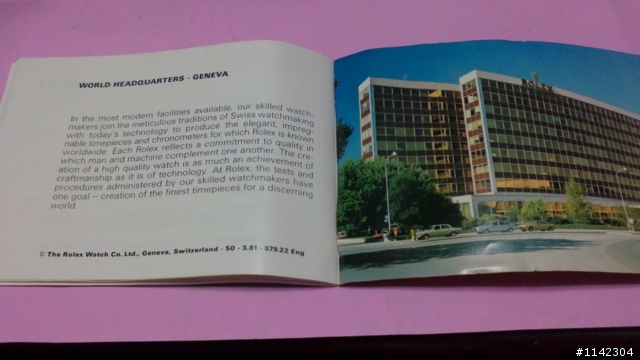 WORLD HEADQUARTERS - GENEVA
In the most modern facilities available, our skilled watch-
makers join the meticulous traditions of Swiss watchmaking
with today's technology to produce the elegant, impreg-
nable timepieces and chronometers for which Rolex is known
worldwide. Each Rolex reflects a commitment to quality in
which man and machine complement one another. The cre-
ation of a high quality watch is as much an achievement of
craftmanship as it is of technology. At Rolex, the tests and
procedures administered by our skilled watchmakers have
one goal – creation of the finest timepieces for a discerning
world.
© The Rolex Watch Co. Ltd., Geneva, Switzerland - 50 - 3.81 - 579.22 Eng
ROLEX
#1142304